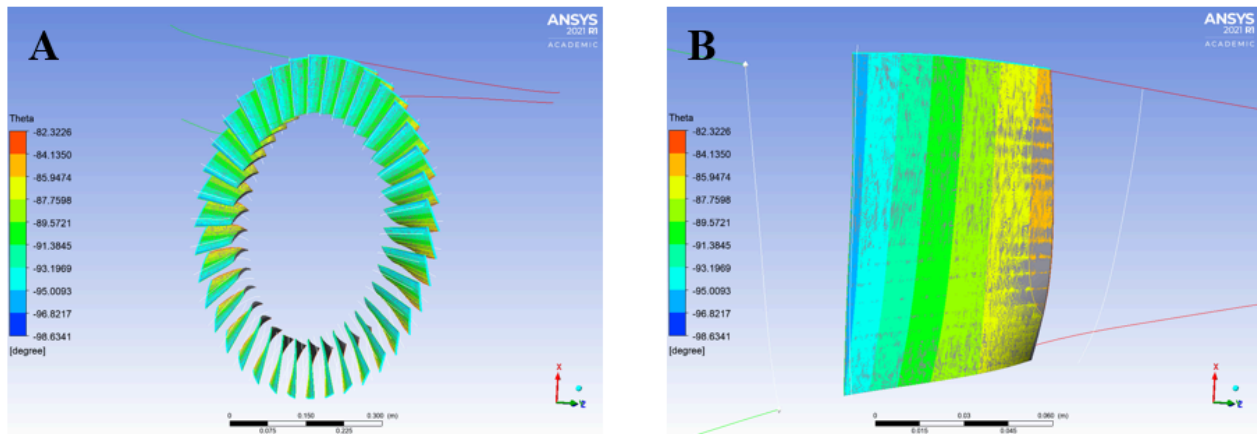 A
ANSYS
2021 R1
ACADEMIC
Theta
-82.3226
-84.1350
-85.9474
-87.7598
-89.5721
-91.3845
-93.1969
-95.0093
-96.8217
-98.6341
[degree]
0 0.150 0.300 (m)
0.075 0.225
X
Z
B
ANSYS
2021 R1
ACADEMIC
Theta
-82.3226
-84.1350
-85.9474
-87.7598
-89.5721
-91.3845
-93.1969
-95.0093
-96.8217
-98.6341
[degree]
0 0.03 0.060 (m)
0.015 0.045
X
Z